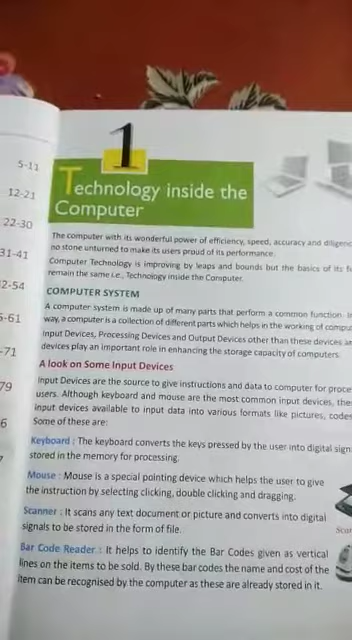 5-11
12-21
22-30
31-41
2-54
-61
-71
79
6
1
Technology inside the
Computer
The computer with its wonderful power of efficiency, speed, accuracy and
no stone unturned to make its users proud of its performance.
Computer Technology is improving by leaps and bounds but the basics of its
remain the same i.e., Technology inside the Computer.
COMPUTER SYSTEM
A computer system is made up of many parts that perform a common function.
way, a computer is a collection of different parts which helps in the working of
Input Devices, Processing Devices and Output Devices other than these devices
devices play an important role in enhancing the storage capacity of computers.
A look on Some Input Devices
Input Devices are the source to give instructions and data to computer for
users. Although keyboard and mouse are the most common input devices,
input devices available to input data into various formats like pictures,
Some of these are:
Keyboard : The keyboard converts the keys pressed by the user into digital
stored in the memory for processing.
Mouse : Mouse is a special pointing device which helps the user to give
the instruction by selecting clicking, double clicking and dragging.
Scanner : It scans any text document or picture and converts into digital
signals to be stored in the form of file.
Bar Code Reader : It helps to identify the Bar Codes given as vertical
lines on the items to be sold. By these bar codes the name and cost of the
item can be recognised by the computer as these are already stored in it.